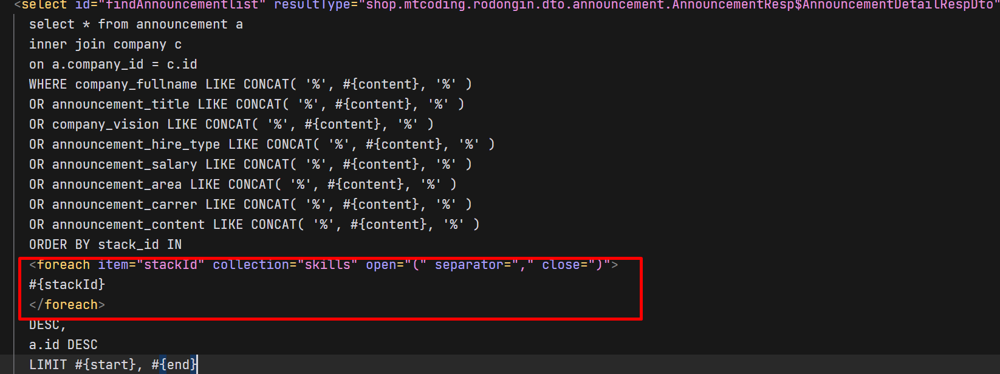 <select id="findAnnouncementlist" resultType="shop.mtcoding.rodongin.dto.announcement.AnnouncementResp$AnnouncementDetailRespDto"
select * from announcement a
inner join company c
on a.company_id = c.id
WHERE company_fullname LIKE CONCAT( '%', #{content}, '%' )
OR announcement_title LIKE CONCAT( '%', #{content}, '%' )
OR company_vision LIKE CONCAT( '%', #{content}, '%' )
OR announcement_hire_type LIKE CONCAT( '%', #{content}, '%' )
OR announcement_salary LIKE CONCAT( '%', #{content}, '%' )
OR announcement_area LIKE CONCAT( '%', #{content}, '%' )
OR announcement_carrer LIKE CONCAT( '%', #{content}, '%' )
OR announcement_content LIKE CONCAT( '%', #{content}, '%' )
ORDER BY stack_id IN
<foreach item="stackId" collection="skills" open="(" separator="," close=")">
#{stackId}
</foreach>
DESC,
a.id DESC
LIMIT #{start}, #{end}